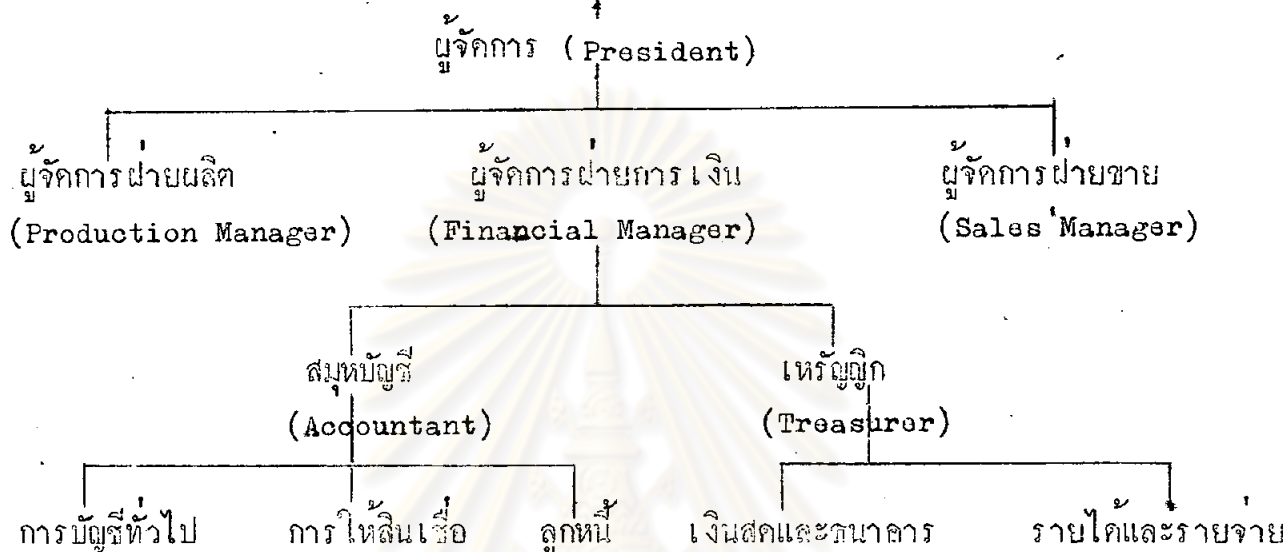 ผู้จัดการ (President)
ผู้จัดการฝ่ายผลิต ผู้จัดการฝ่ายการเงิน ผู้จัดการฝ่ายขาย
(Production Manager) (Financial Manager) (Sales Manager)
สมุหบัญชี เหรัญญิก
(Accountant) (Treasurer)
การบัญชีทั่วไป การให้สินเชื่อ ลูกหนี้ เงินสดและธนาคาร รายได้และรายจ่าย